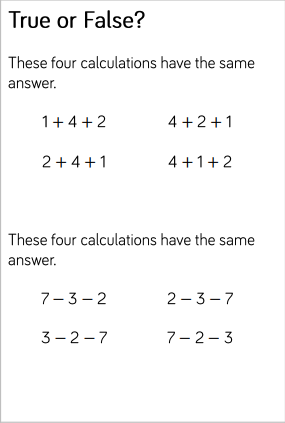 True or False?
These four calculations have the same
answer.
1 + 4 + 2 4 + 2 + 1
2 + 4 + 1 4 + 1 + 2
These four calculations have the same
answer.
7 – 3 – 2 2 – 3 – 7
3 – 2 – 7 7 – 2 – 3